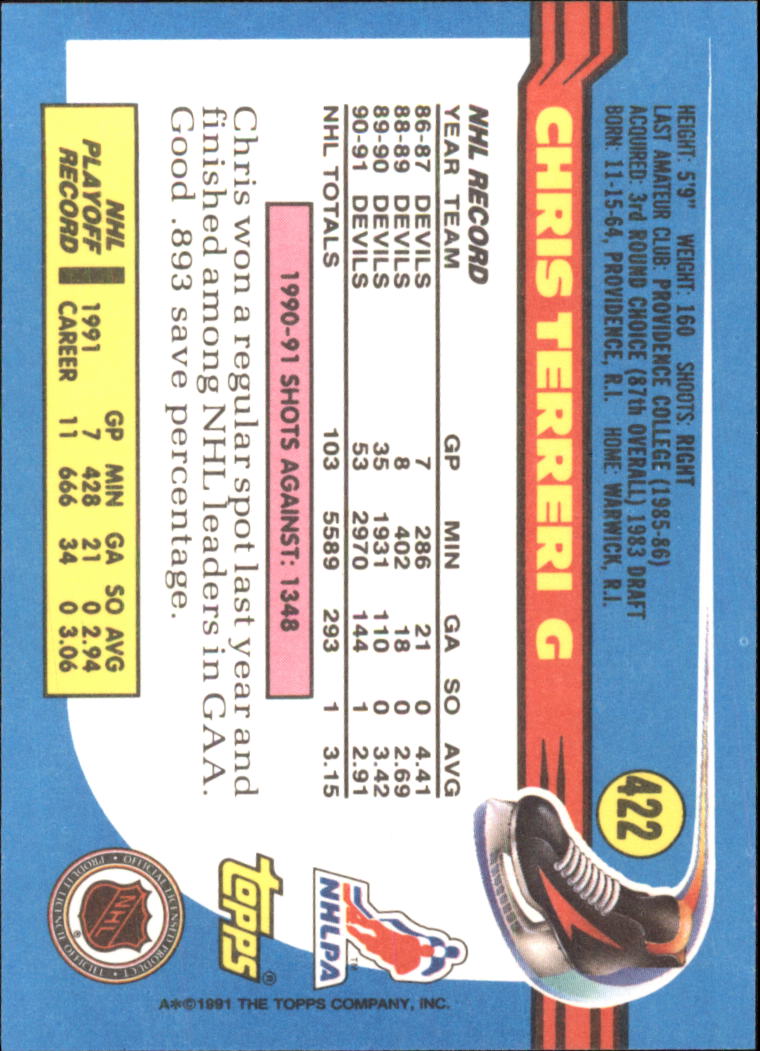 422
HEIGHT: 5'9" WEIGHT: 160 SHOOTS: RIGHT
LAST AMATEUR CLUB: PROVIDENCE COLLEGE (1985-86)
ACQUIRED: 3rd ROUND CHOICE (87th OVERALL) 1983 DRAFT
BORN: 11-15-64, PROVIDENCE, R.I. HOME: WARWICK, R.I.
CHRIS TERRERI G
NHL RECORD
YEAR TEAM GP MIN GA SO AVG
86-87 DEVILS 7 286 21 0 4.41
88-89 DEVILS 8 402 18 0 2.69
89-90 DEVILS 35 1931 110 0 3.42
90-91 DEVILS 53 2970 144 1 2.91
NHL TOTALS 103 5589 293 1 3.15
1990-91 SHOTS AGAINST: 1348
Chris won a regular spot last year and
finished among NHL leaders in GAA.
Good .893 save percentage.
NHL PLAYOFF RECORD
GP MIN GA SO AVG
1991 7 428 21 0 2.94
CAREER 11 666 34 0 3.06
NHLPA™
TOPPS®
OFFICIAL LICENSED PRODUCT • PRODUIT LICENCIÉ OFFICIEL •
NHL®
A*©1991 THE TOPPS COMPANY, INC.